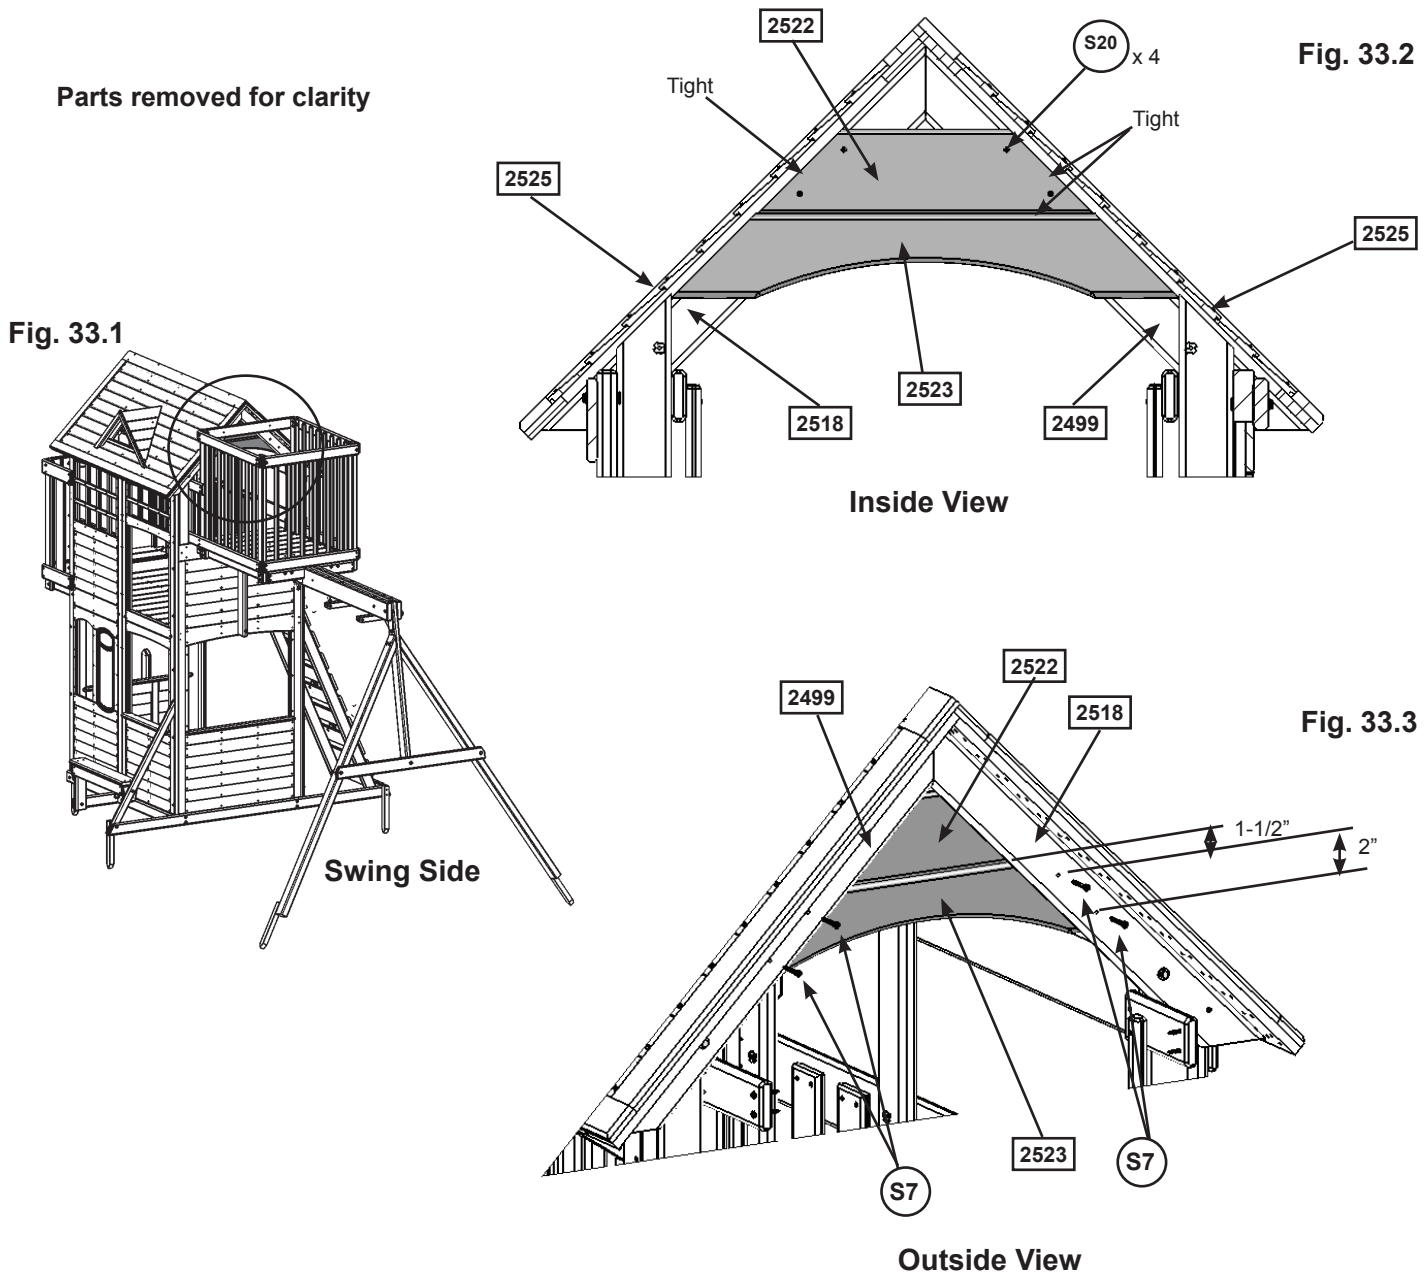 2522
S20
x 4
Fig. 33.2
Parts removed for clarity
Tight
Tight
2525
2525
Fig. 33.1
2523
2518
2499
Inside View
2522
2499
2518
Fig. 33.3
1-1/2”
2”
Swing Side
2523
S7
S7
Outside View